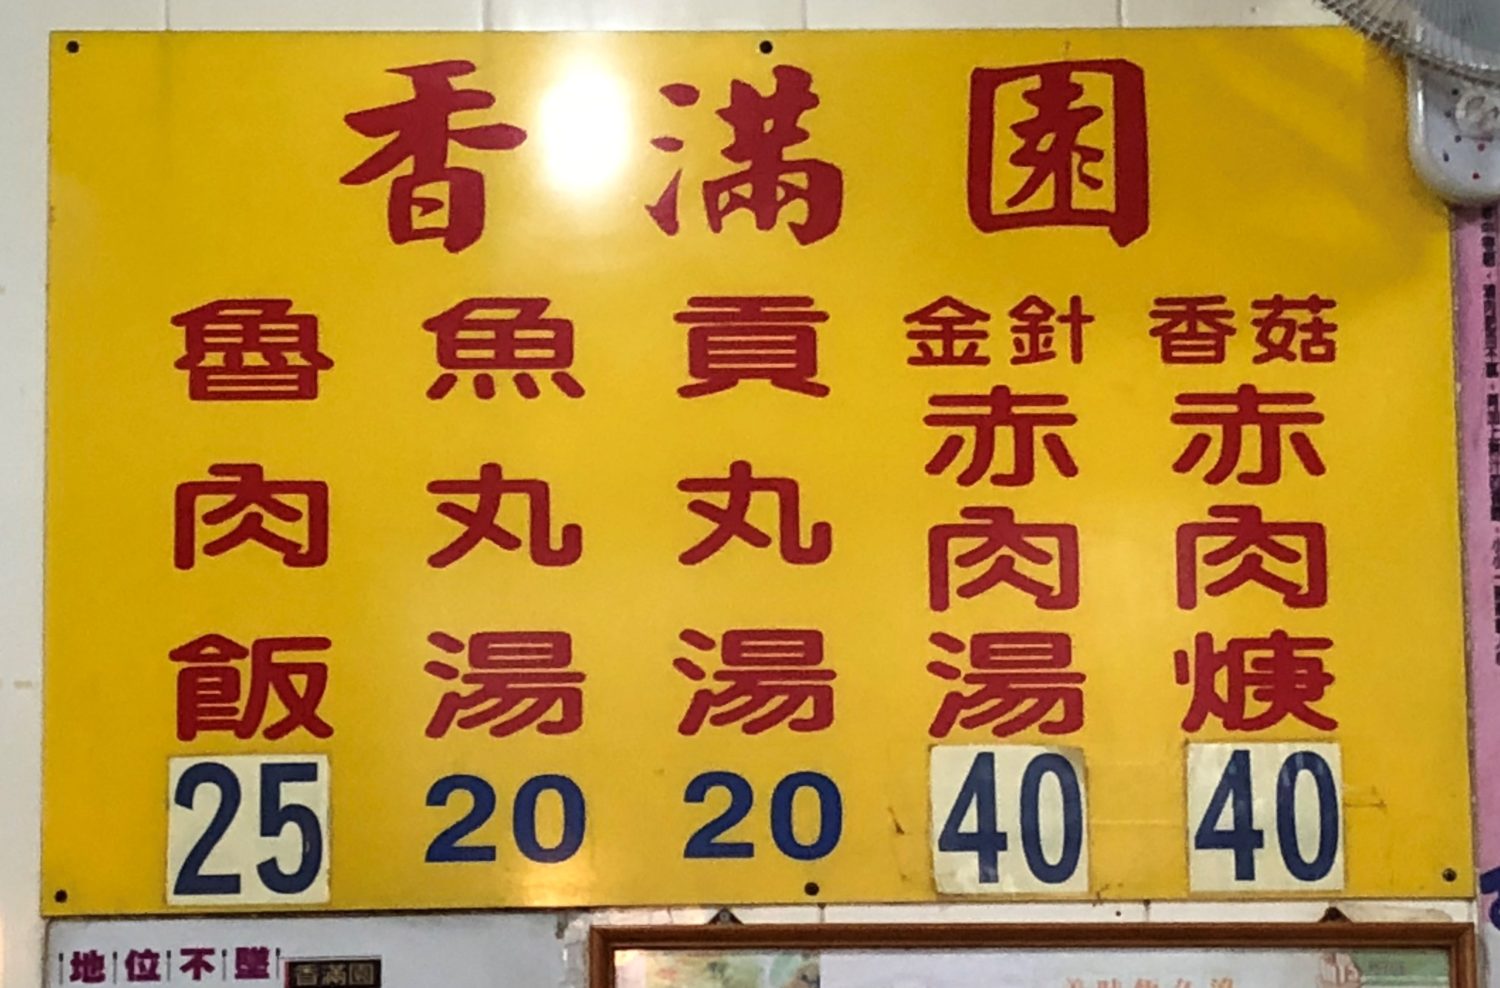 香滿園
魯肉飯 25
魚丸湯 20
貢丸湯 20
金針赤肉湯 40
香菇赤肉焿 40
地位不墜
香滿園